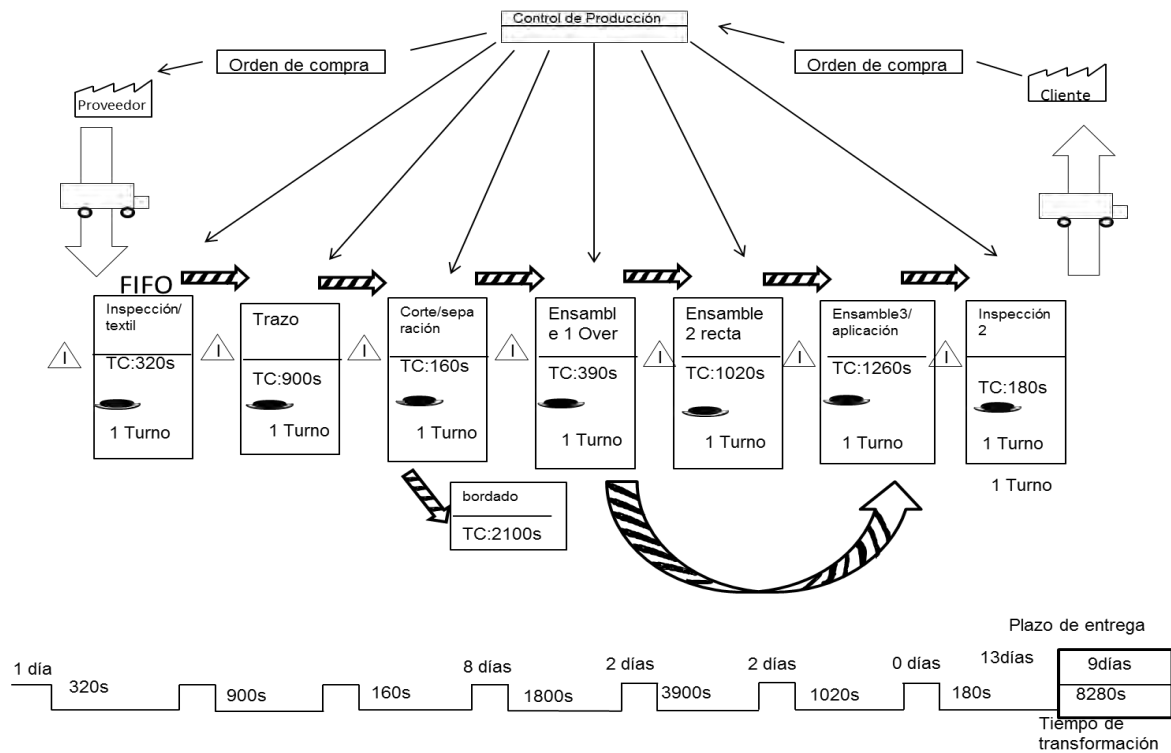 Control de Producción
Orden de compra
Orden de compra
Proveedor
Cliente
FIFO
Inspección/
textil
TC:320s
1 Turno
Trazo
TC:900s
1 Turno
Corte/sepa
ración
TC:160s
1 Turno
Ensambl
e 1 Over
TC:390s
1 Turno
Ensamble
2 recta
TC:1020s
1 Turno
Ensamble3/
aplicación
TC:1260s
1 Turno
Inspección
2
TC:180s
1 Turno
1 Turno
I
I
I
I
I
I
I
bordado
TC:2100s
Plazo de entrega
1 día
8 días
2 días
2 días
0 días
13días
9días
320s
900s
160s
1800s
3900s
1020s
180s
8280s
Tiempo de
transformación